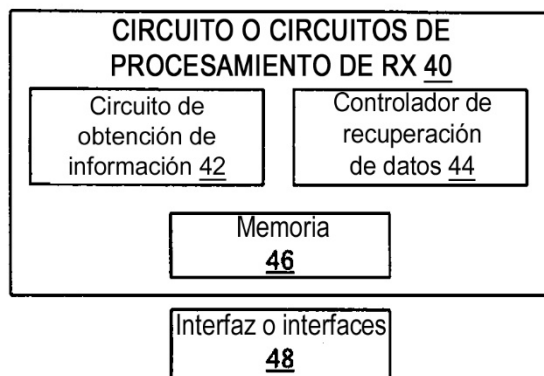 CIRCUITO O CIRCUITOS DE
PROCESAMIENTO DE RX 40
Circuito de
obtención de
información 42
Controlador de
recuperación
de datos 44
Memoria
46
Interfaz o interfaces
48